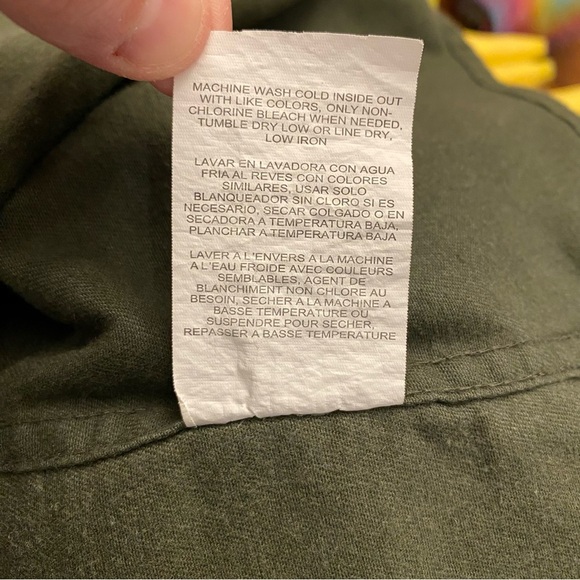 MACHINE WASH COLD INSIDE OUT
WITH LIKE COLORS, ONLY NON-
CHLORINE BLEACH WHEN NEEDED,
TUMBLE DRY LOW OR LINE DRY,
LOW IRON
LAVAR EN LAVADORA CON AGUA
FRIA AL REVES CON COLORES
SIMILARES, USAR SOLO
BLANQUEADOR SIN CLORO SI ES
NECESARIO, SECAR COLGADO O EN
SECADORA A TEMPERATURA BAJA,
PLANCHAR A TEMPERATURA BAJA
LAVER A L'ENVERS A LA MACHINE
A L'EAU FROIDE AVEC COULEURS
SEMBLABLES, AGENT DE
BLANCHIMENT NON CHLORE AU
BESOIN, SECHER A LA MACHINE A
BASSE TEMPERATURE OU
SUSPENDRE POUR SECHER,
REPASSER A BASSE TEMPERATURE